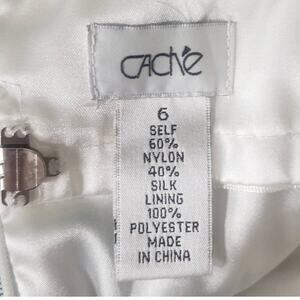 CACHÉ
6
SELF
60%
NYLON
40%
SILK
LINING
100%
POLYESTER
MADE
IN CHINA